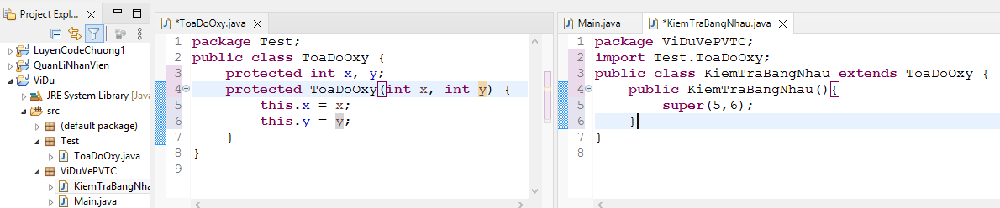 Project Expl...
LuyenCodeChuong1
QuanLiNhanVien
ViDu
JRE System Library [Java
src
(default package)
Test
ToaDoOxy.java
ViDuVePVTC
KiemTraBangNha
Main.java
*ToaDoOxy.java
1 package Test;
2 public class ToaDoOxy {
3 protected int x, y;
4 protected ToaDoOxy(int x, int y) {
5 this.x = x;
6 this.y = y;
7 }
8 }
9
Main.java
*KiemTraBangNhau.java
1 package ViDuVePVTC;
2 import Test.ToaDoOxy;
3 public class KiemTraBangNhau extends ToaDoOxy {
4 public KiemTraBangNhau(){
5 super(5,6);
6 }
7 }
8